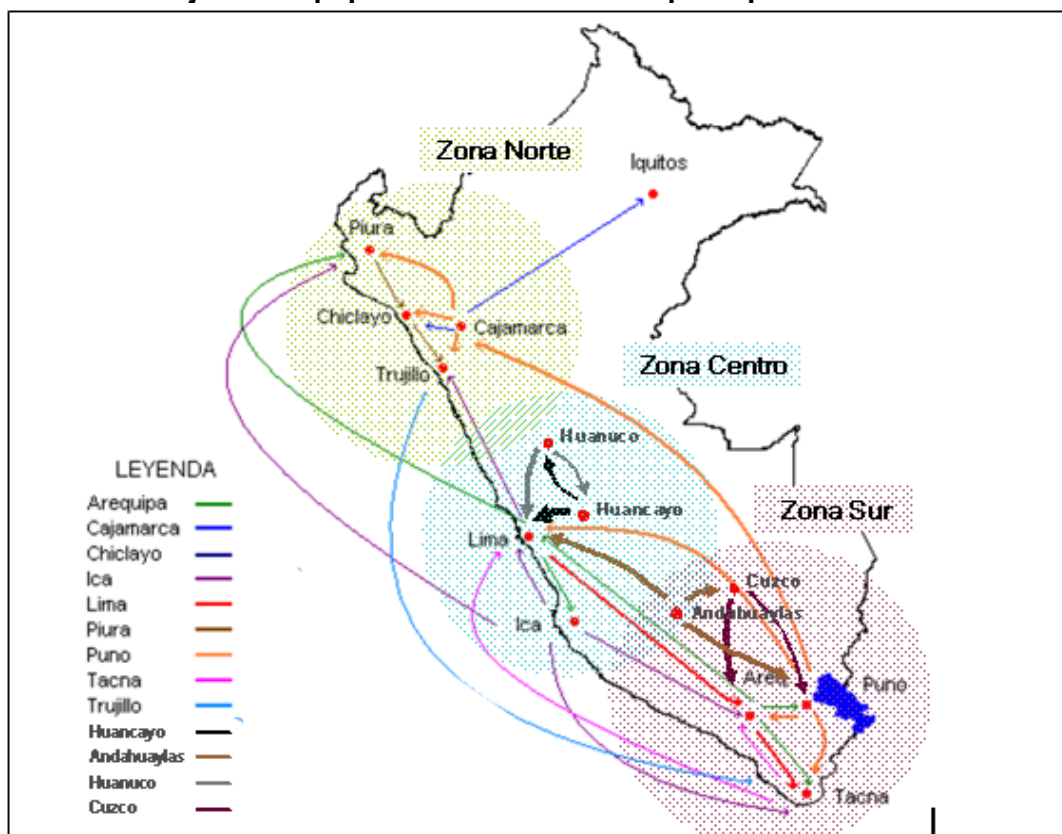 Zona Norte
Iquitos
Piura
Chiclayo
Cajamarca
Trujillo
Zona Centro
Huanuco
Huancayo
Lima
Zona Sur
Cuzco
Andahuaylas
Ica
Areq
Puno
Tacna
LEYENDA
Arequipa
Cajamarca
Chiclayo
Ica
Lima
Piura
Puno
Tacna
Trujillo
Huancayo
Andahuaylas
Huanuco
Cuzco